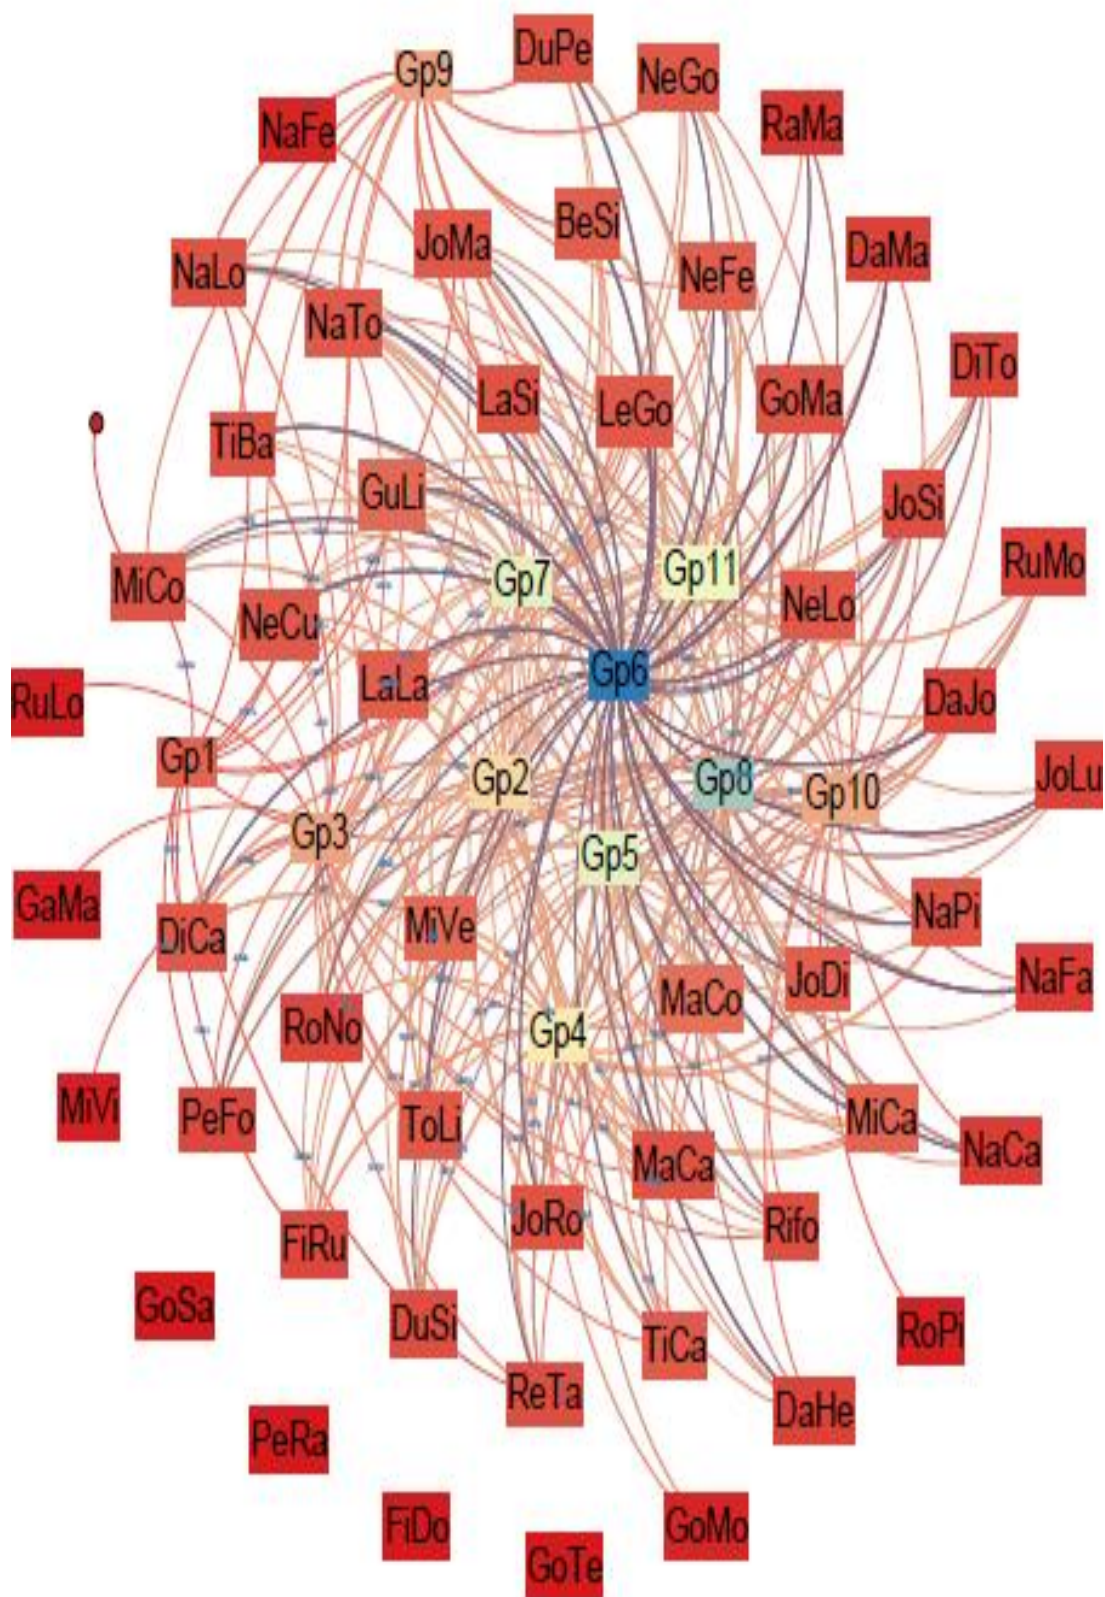 DuPe
Gp9
NeGo
RaMa
NaFe
BeSi
JoMa
DaMa
NaLo
NeFe
NaTo
DiTo
LaSi
LeGo
GoMa
TiBa
GuLi
JoSi
Gp7
Gp11
RuMo
MiCo
NeLo
NeCu
Gp6
LaLa
RuLo
DaJo
Gp1
Gp2
Gp8
Gp10
JoLu
Gp3
Gp5
GaMa
DiCa
MiVe
NaPi
MaCo
JoDi
NaFa
RoNo
Gp4
MiVi
PeFo
ToLi
MiCa
NaCa
MaCa
JoRo
Rifo
FiRu
GoSa
DuSi
TiCa
RoPi
ReTa
DaHe
PeRa
FiDo
GoMo
GoTe